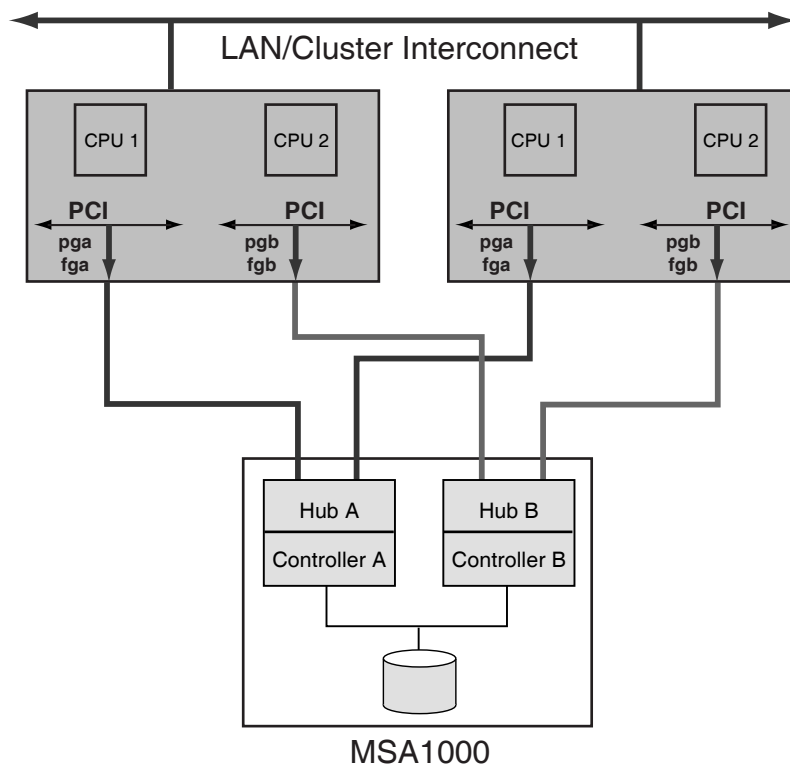 LAN/Cluster Interconnect
CPU 1
CPU 2
CPU 1
CPU 2
PCI
PCI
PCI
PCI
pga
fga
pgb
fgb
pga
fga
pgb
fgb
Hub A
Hub B
Controller A
Controller B
MSA1000